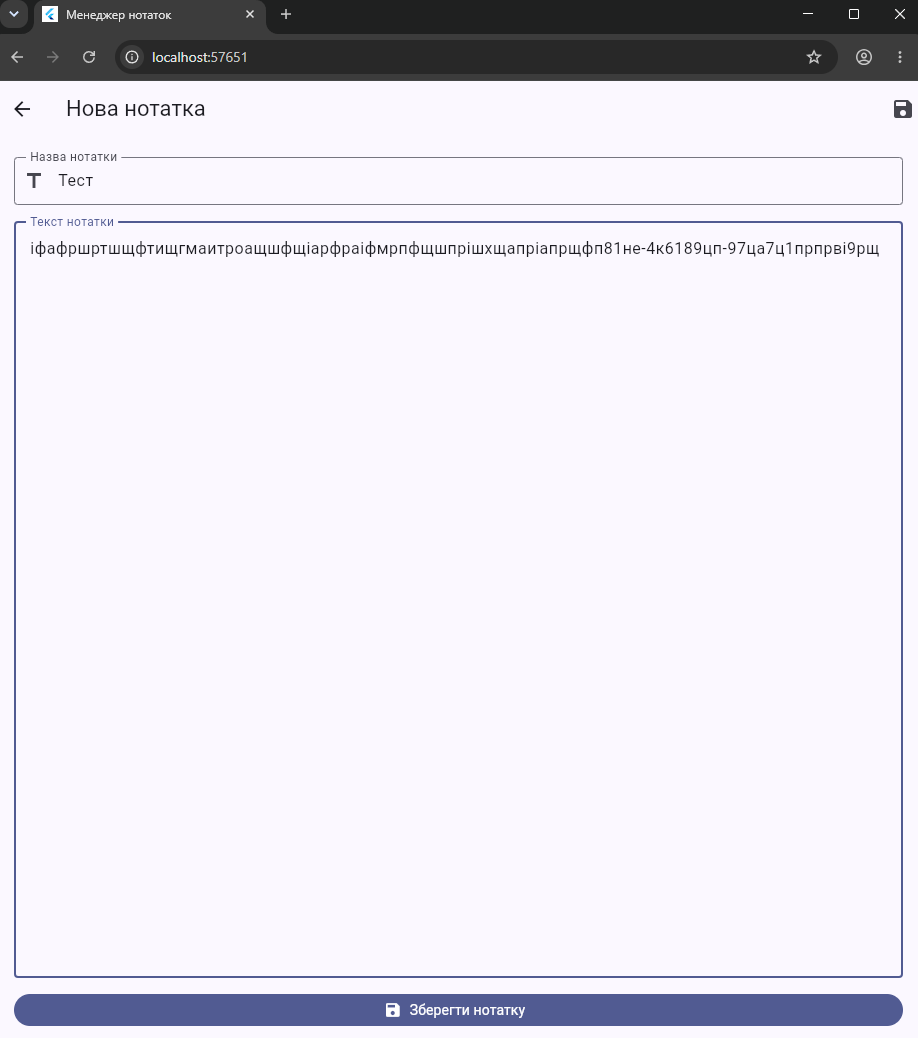 Менеджер нотаток
localhost:57651
Нова нотатка
Назва нотатки
Тест
Текст нотатки
іфафршртшщфтищгмаитроащшфщіарфраіфмрпфщшпрішхщапріапрщфп81не-4к6189цп-97ца7ц1прпрві9рщ
Зберегти нотатку